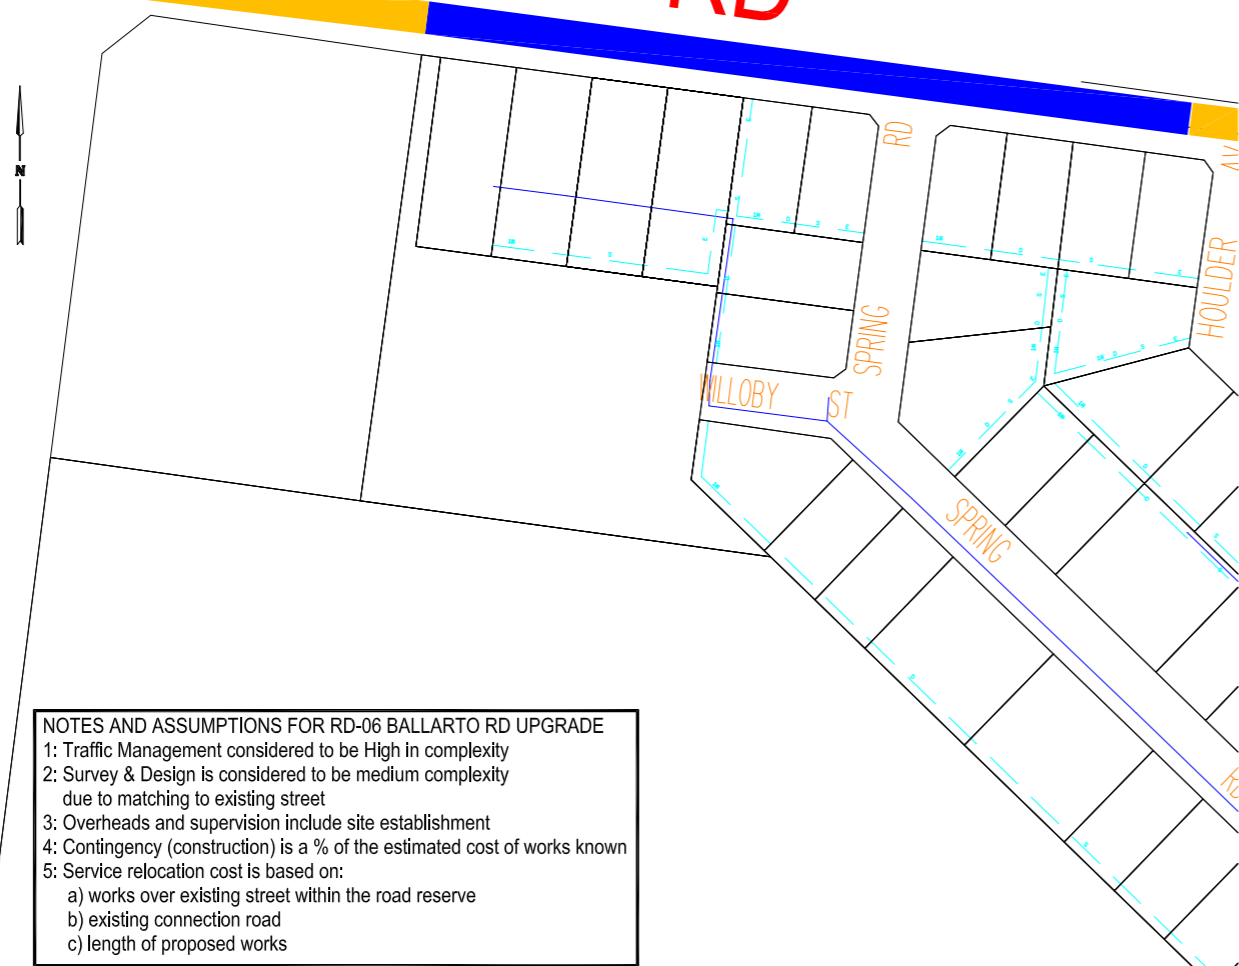 RD
RD
AV
N
HOULDER
SPRING
WILLOBY ST
SPRING
RD
NOTES AND ASSUMPTIONS FOR RD-06 BALLARTO RD UPGRADE
1: Traffic Management considered to be High in complexity
2: Survey & Design is considered to be medium complexity
due to matching to existing street
3: Overheads and supervision include site establishment
4: Contingency (construction) is a % of the estimated cost of works known
5: Service relocation cost is based on:
a) works over existing street within the road reserve
b) existing connection road
c) length of proposed works